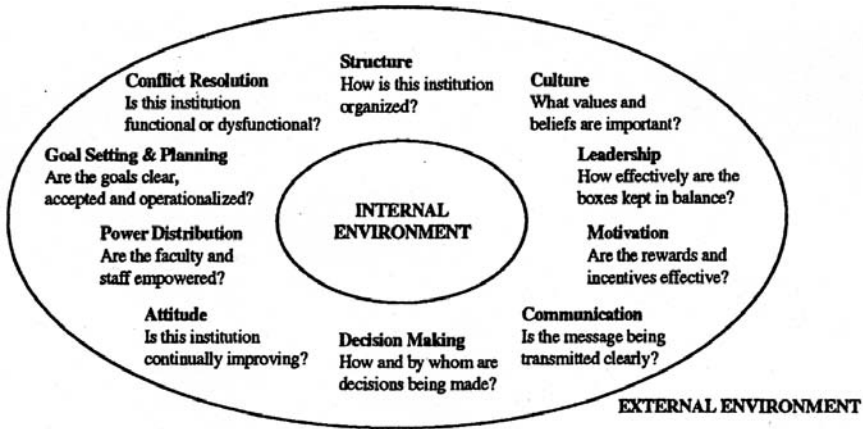 Structure
How is this institution
organized?
Culture
What values and
beliefs are important?
Leadership
How effectively are the
boxes kept in balance?
Motivation
Are the rewards and
incentives effective?
Communication
Is the message being
transmitted clearly?
Decision Making
How and by whom are
decisions being made?
Attitude
Is this institution
continually improving?
Power Distribution
Are the faculty and
staff empowered?
Goal Setting & Planning
Are the goals clear,
accepted and operationalized?
Conflict Resolution
Is this institution
functional or dysfunctional?
INTERNAL
ENVIRONMENT
EXTERNAL ENVIRONMENT